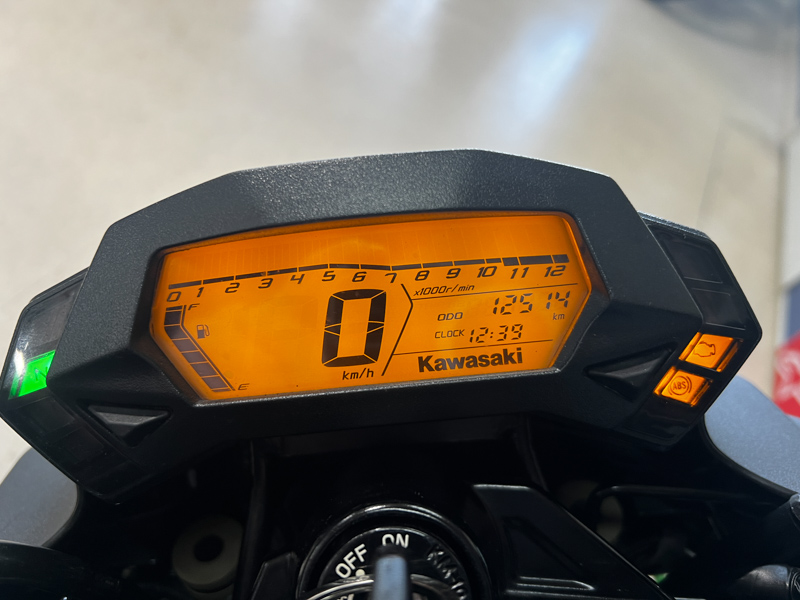 0 1 2 3 4 5 6 7 8 9 10 11 12
x1000r/min
F
ODO 12514 km
0
CLOCK 12:39
km/h
Kawasaki
E
ABS
OFF ON